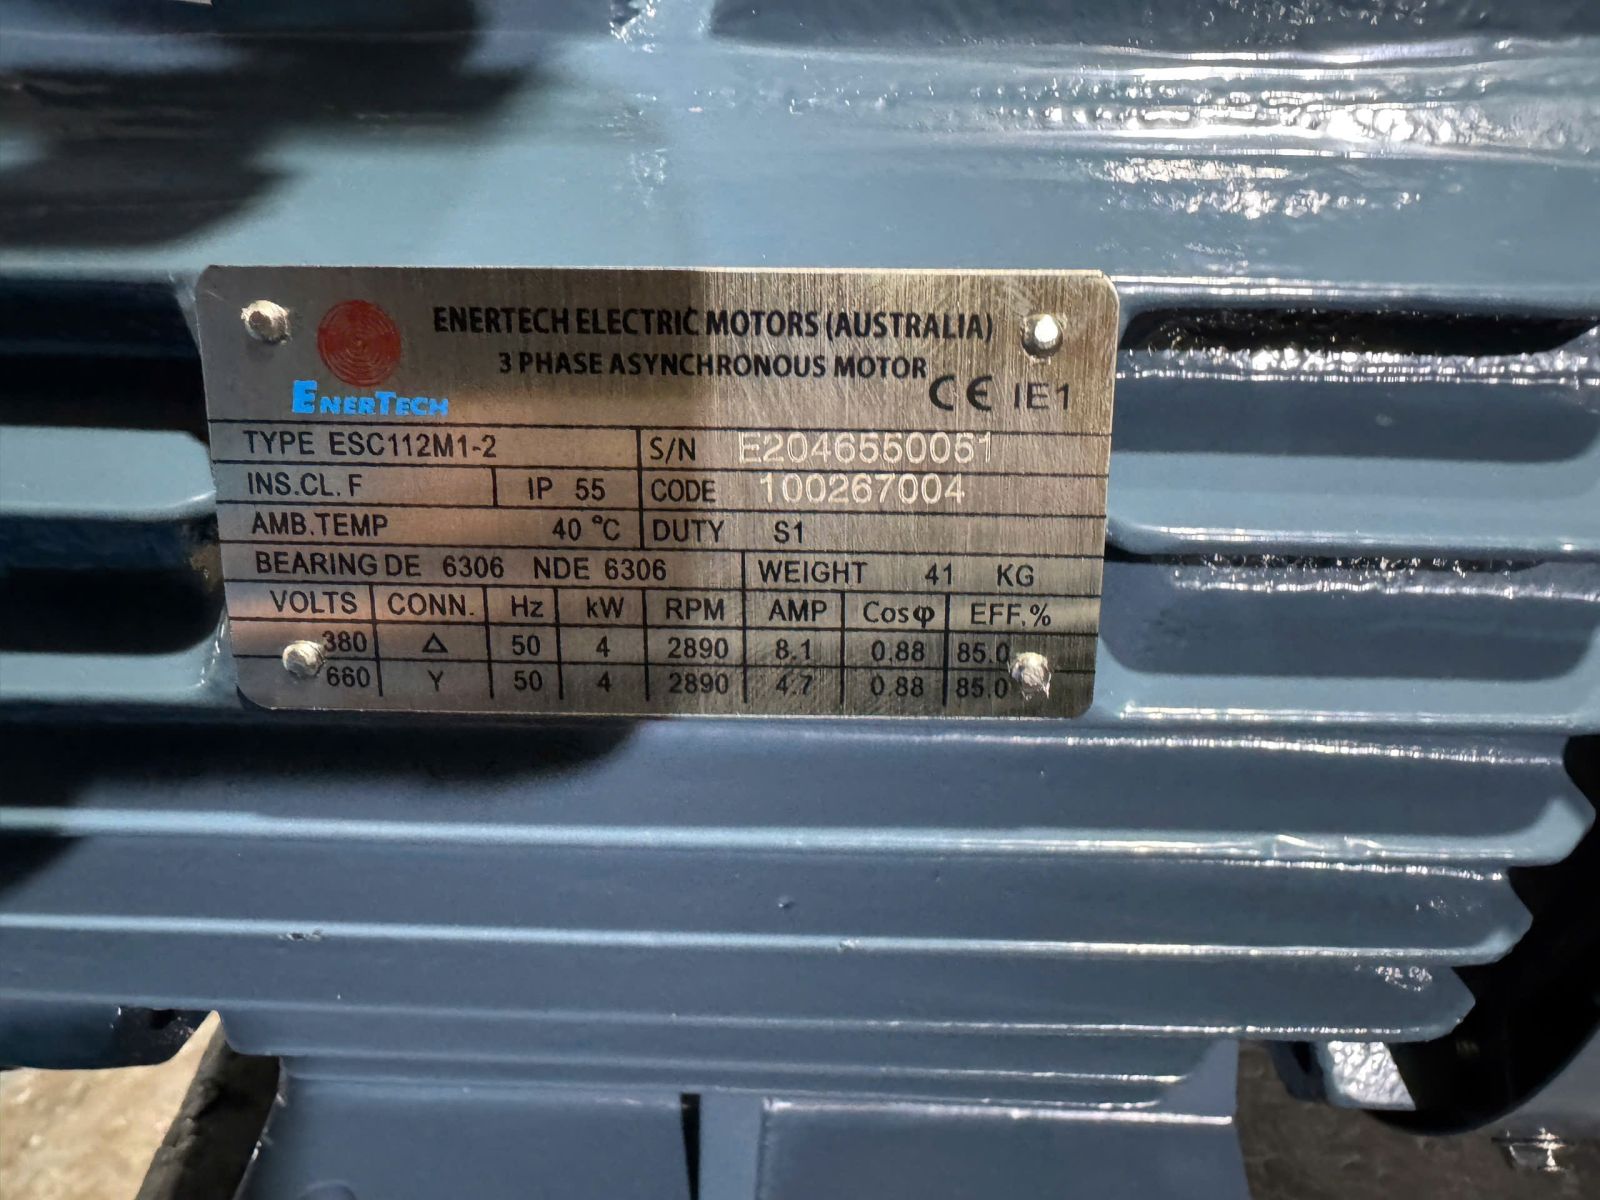 ENERTECH ELECTRIC MOTORS (AUSTRALIA)
3 PHASE ASYNCHRONOUS MOTOR
ENERTECH
CE IE1
TYPE ESC112M1-2 S/N E2046550051
INS.CL. F IP 55 CODE 100267004
AMB.TEMP 40 °C DUTY S1
BEARING DE 6306 NDE 6306 WEIGHT 41 KG
VOLTS CONN. Hz kW RPM AMP Cosφ EFF.%
380 Δ 50 4 2890 8.1 0.88 85.0
660 Y 50 4 2890 4.7 0.88 85.0